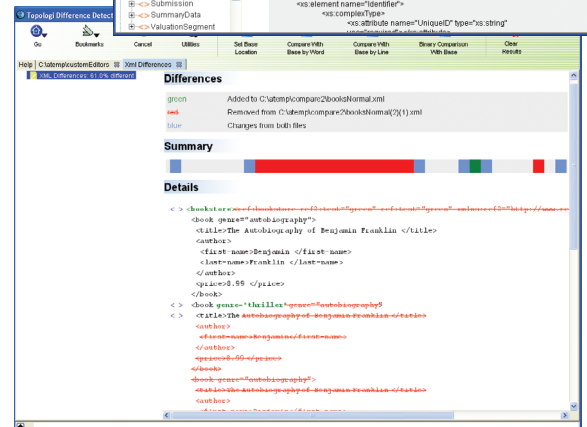 Submission
SummaryData
ValuationSegment
<xs:element name="Identifier">
<xs:complexType>
<xs:attribute name="UniqueID" type="xs:string"
Topologi Difference Detect
Go
Bookmarks
Cancel
Utilities
Set Base Location
Compare With Base by Word
Compare With Base by Line
Binary Comparison With Base
Clear Results
Help
C:\atemp\customEditors
Xml Differences
XML Differences: 61.0% different
Differences
green Added to C:\atemp\compare2\booksNormal.xml
red Removed from C:\atemp\compare2\booksNormal(2)(1).xml
blue Changes from both files
Summary
Details
< > <bookstore xsf:bookstore
<book genre="autobiography">
<title>The Autobiography of Benjamin Franklin </title>
<author>
<first-name>Benjamin </first-name>
<last-name>Franklin </last-name>
</author>
<price>8.99 </price>
</book>
< > <book genre="thriller" genre="autobiography"
< > <title>The Autobiography of Benjamin Franklin </title>
<author>
<first-name>Benjamin</first-name>
</author>
<price>8.99 </price>
</book>
<book genre="autobiography">
<title>The Autobiography of Benjamin Franklin </title>
<author>